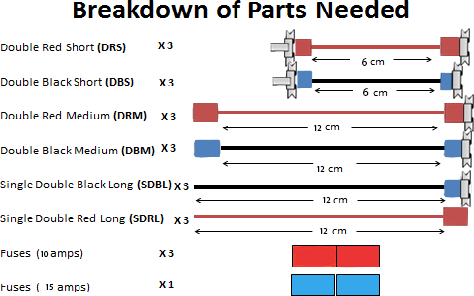 Breakdown of Parts Needed
Double Red Short (DRS) X 3
6 cm
Double Black Short (DBS) X 3
6 cm
Double Red Medium (DRM) X 3
12 cm
Double Black Medium (DBM) X 3
12 cm
Single Double Black Long (SDBL) X 3
12 cm
Single Double Red Long (SDRL) X 3
12 cm
Fuses (10 amps) X 3
Fuses ( 15 amps) X 1